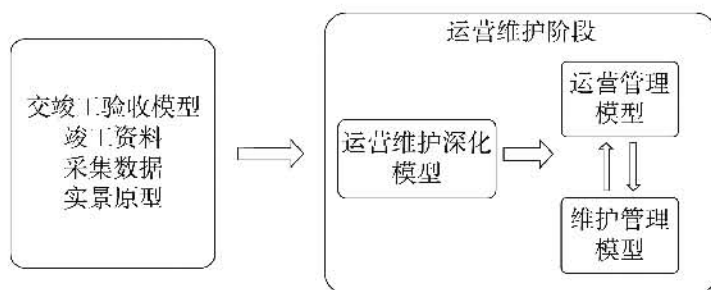 交竣工验收模型
竣工资料
采集数据
实景原型
运营维护阶段
运营维护深化
模型
运营管理
模型
维护管理
模型